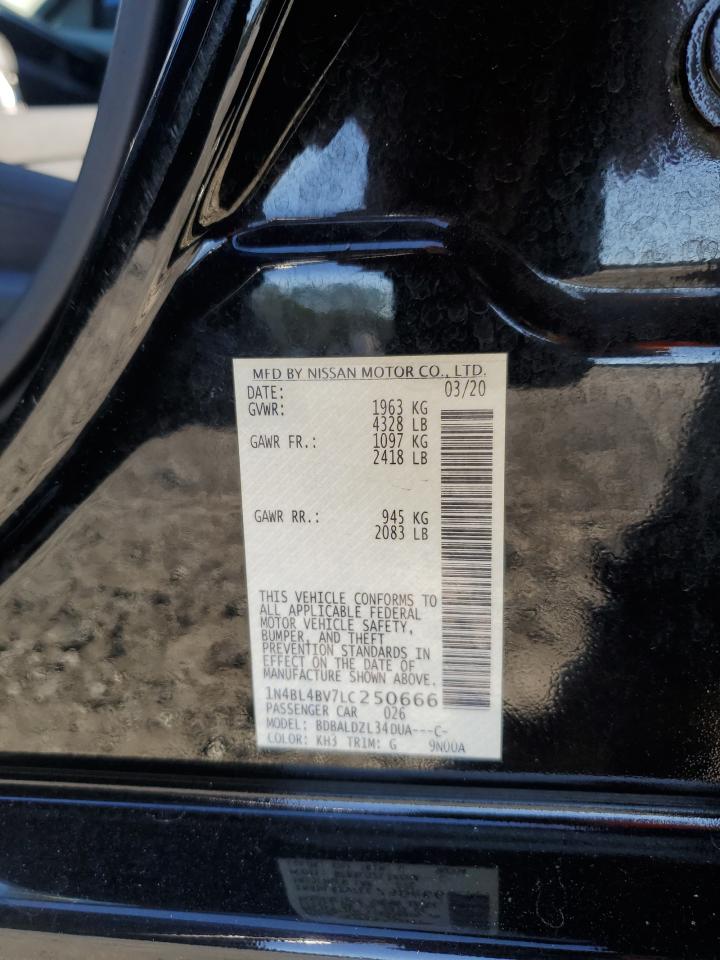 MFD BY NISSAN MOTOR CO., LTD.
DATE: 03/20
GVWR: 1963 KG
4328 LB
GAWR FR.: 1097 KG
2418 LB
GAWR RR.: 945 KG
2083 LB
THIS VEHICLE CONFORMS TO
ALL APPLICABLE FEDERAL
MOTOR VEHICLE SAFETY,
BUMPER, AND THEFT
PREVENTION STANDARDS IN
EFFECT ON THE DATE OF
MANUFACTURE SHOWN ABOVE.
1N4BL4BV7LC250666
PASSENGER CAR 026
MODEL: BDBALDZL34DUA---C-
COLOR: KH3 TRIM: G 9N00A